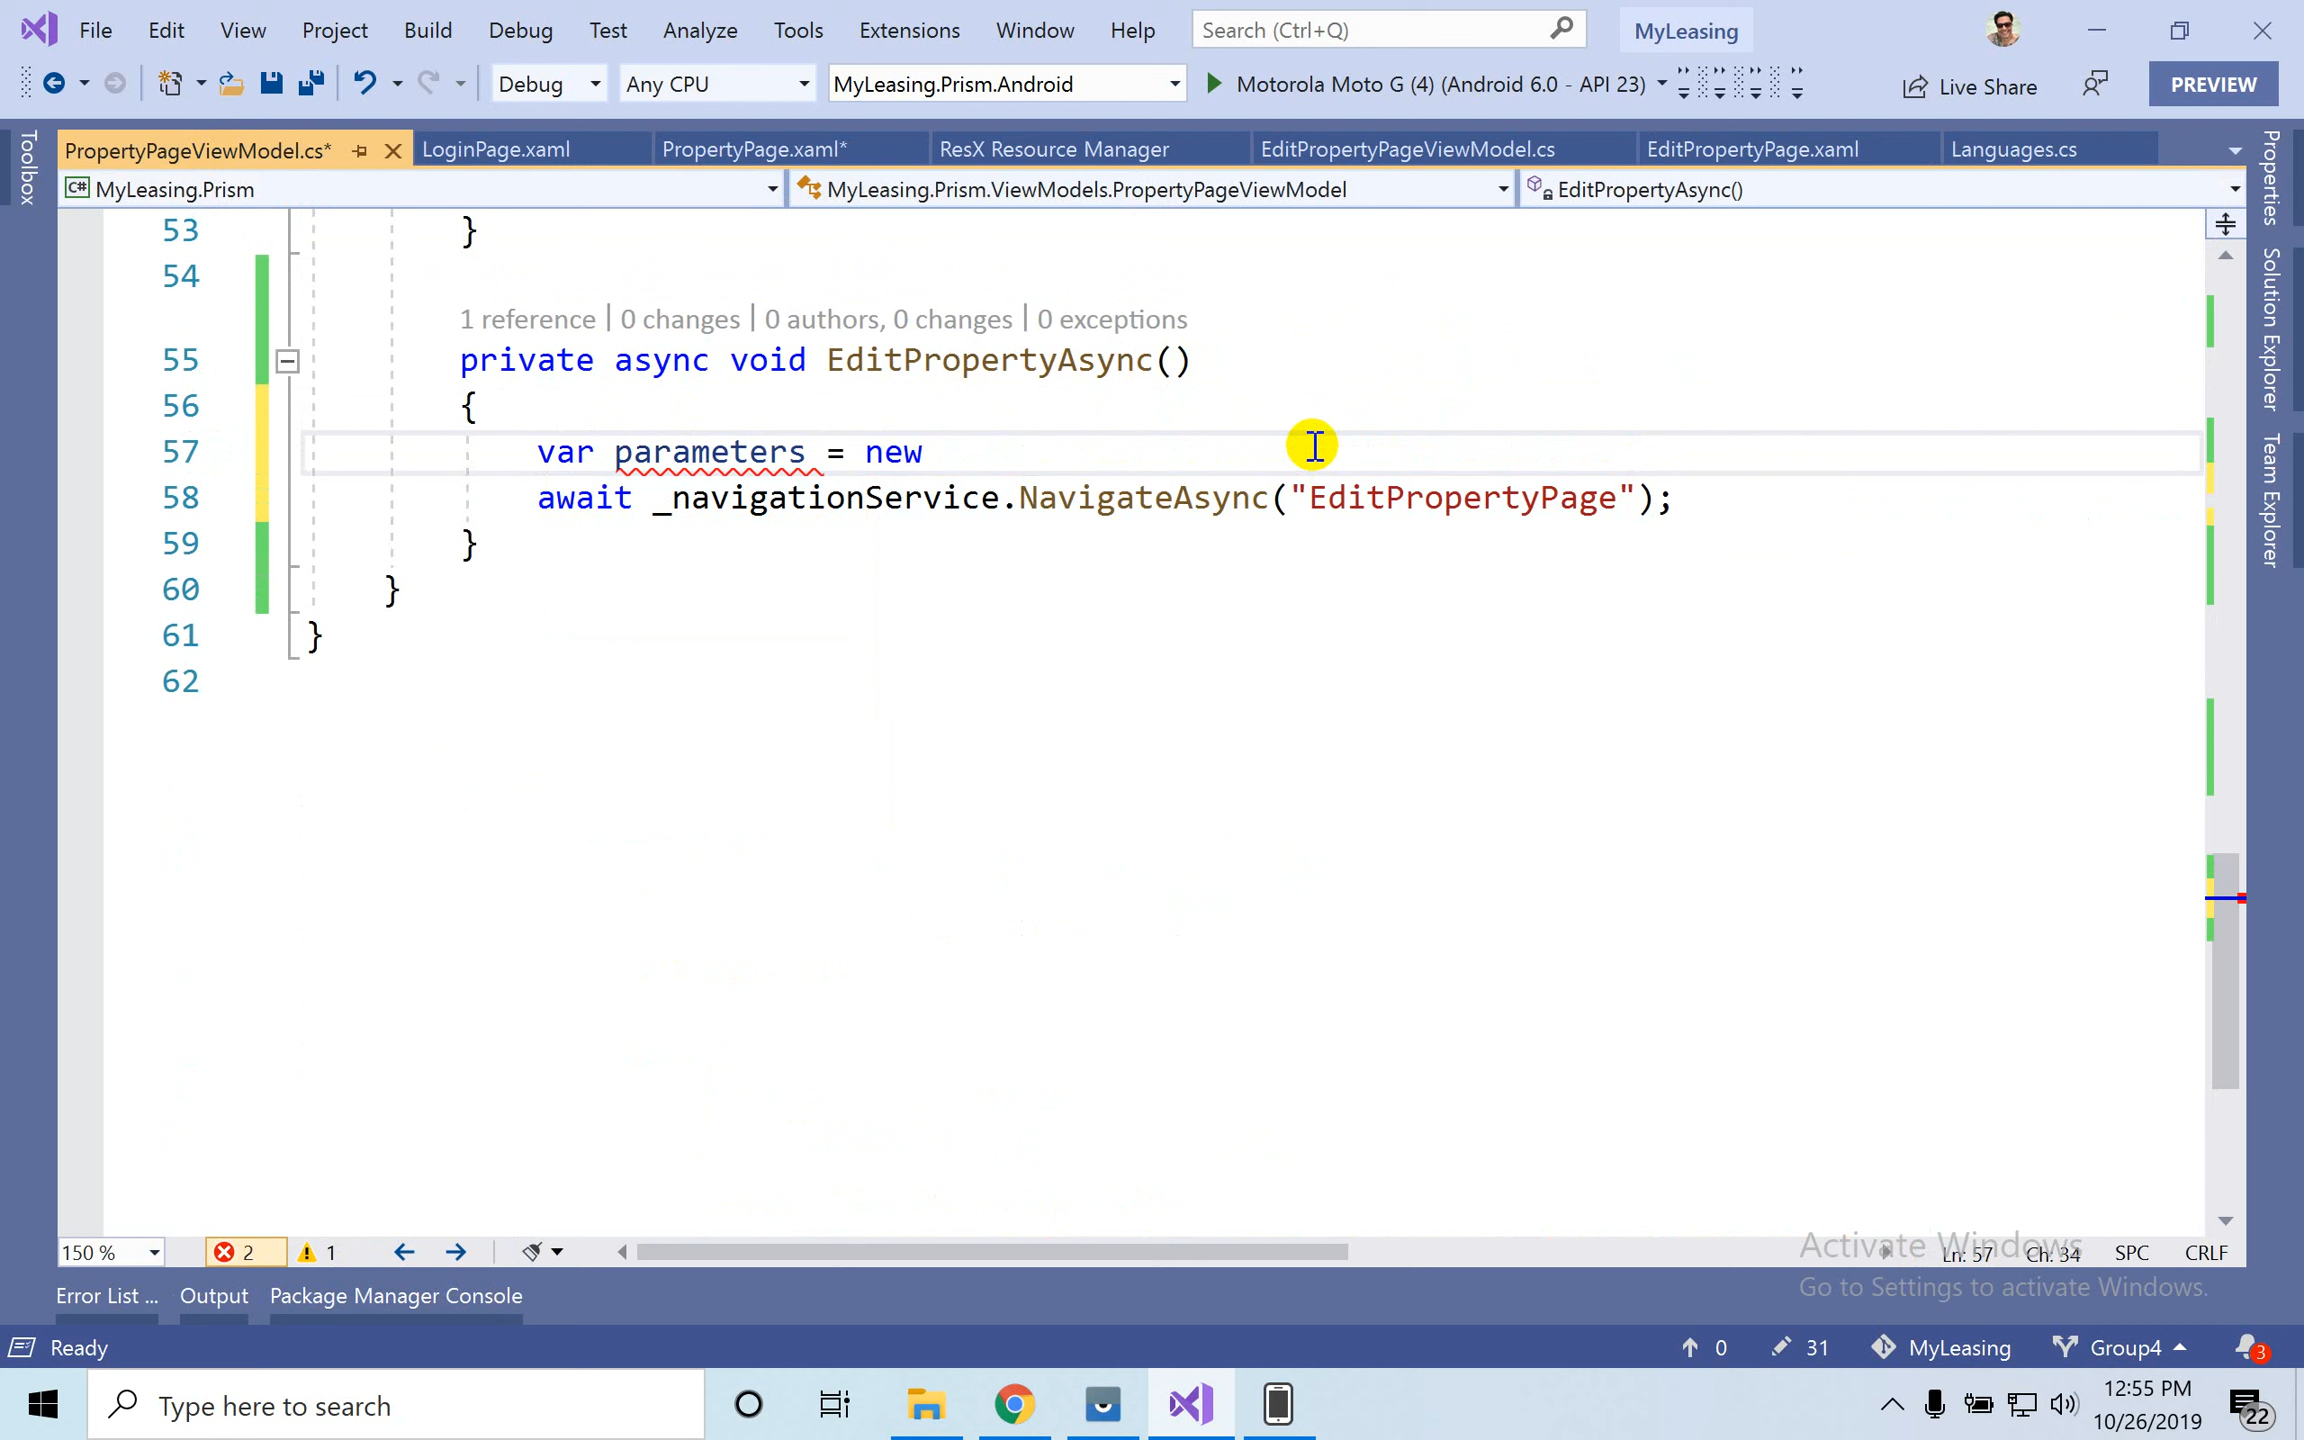 File Edit View Project Build Debug Test Analyze Tools Extensions Window Help Search (Ctrl+Q) MyLeasing
Debug Any CPU MyLeasing.Prism.Android Motorola Moto G (4) (Android 6.0 - API 23) Live Share PREVIEW
Toolbox
PropertyPageViewModel.cs* LoginPage.xaml PropertyPage.xaml* ResX Resource Manager EditPropertyPageViewModel.cs EditPropertyPage.xaml Languages.cs
C# MyLeasing.Prism MyLeasing.Prism.ViewModels.PropertyPageViewModel EditPropertyAsync()
Properties
Solution Explorer
Team Explorer
53 }
54
1 reference | 0 changes | 0 authors, 0 changes | 0 exceptions
55 private async void EditPropertyAsync()
56 {
57 var parameters = new
58 await _navigationService.NavigateAsync("EditPropertyPage");
59 }
60 }
61 }
62
150 % 2 1 Ln: 57 Ch: 34 SPC CRLF
Activate Windows
Go to Settings to activate Windows.
Error List ... Output Package Manager Console
Ready 0 31 MyLeasing Group4 3
Type here to search 12:55 PM
10/26/2019 22